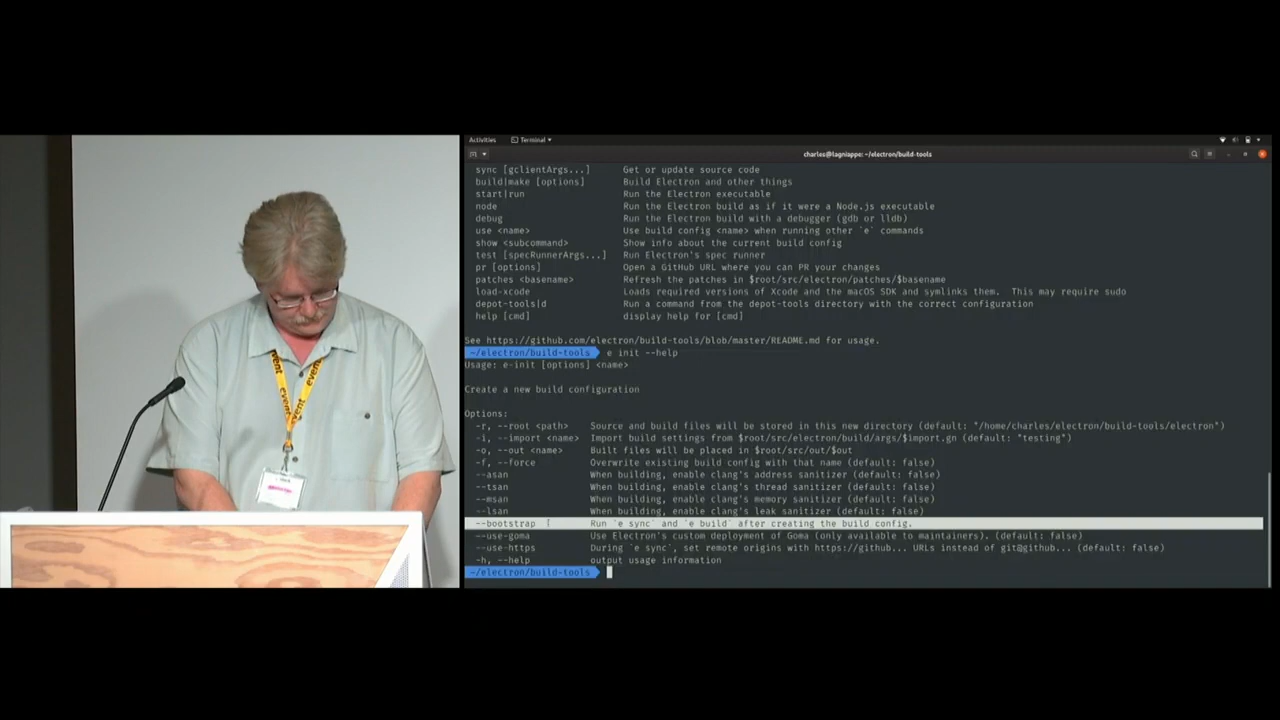 event
event
Activities
Terminal
charles@lagniappe: ~/electron/build-tools
sync [gclientArgs...] Get or update source code
build|make [options] Build Electron and other things
start|run Run the Electron executable
node Run the Electron build as if it were a Node.js executable
debug Run the Electron build with a debugger (gdb or lldb)
use <name> Use build config <name> when running other `e` commands
show <subcommand> Show info about the current build config
test [specRunnerArgs...] Run Electron's spec runner
pr [options] Open a GitHub URL where you can PR your changes
patches <basename> Refresh the patches in $root/src/electron/patches/$basename
load-xcode Loads required versions of Xcode and the macOS SDK and symlinks them. This may require sudo
depot-tools|d Run a command from the depot-tools directory with the correct configuration
help [cmd] display help for [cmd]
See https://github.com/electron/build-tools/blob/master/README.md for usage.
~/electron/build-tools e init --help
Usage: e-init [options] <name>
Create a new build configuration
Options:
-r, --root <path> Source and build files will be stored in this new directory (default: "/home/charles/electron/build-tools/electron")
-i, --import <name> Import build settings from $root/src/electron/build/args/$import.gn (default: "testing")
-o, --out <name> Built files will be placed in $root/src/out/$out
-f, --force Overwrite existing build config with that name (default: false)
--asan When building, enable clang's address sanitizer (default: false)
--tsan When building, enable clang's thread sanitizer (default: false)
--msan When building, enable clang's memory sanitizer (default: false)
--lsan When building, enable clang's leak sanitizer (default: false)
--bootstrap Run `e sync` and `e build` after creating the build config.
--use-goma Use Electron's custom deployment of Goma (only available to maintainers). (default: false)
--use-https During `e sync`, set remote origins with https://github... URLs instead of git@github... (default: false)
-h, --help output usage information
~/electron/build-tools